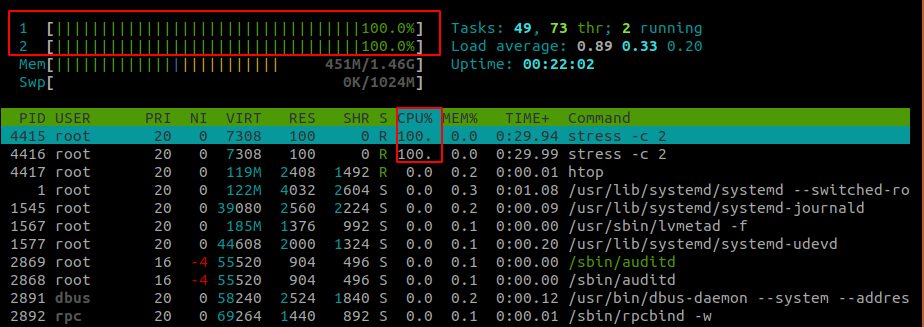 1 [||||||||||||||||||||||||||||||||||100.0%] Tasks: 49, 73 thr; 2 running
2 [||||||||||||||||||||||||||||||||||100.0%] Load average: 0.89 0.33 0.20
Mem[||||||||||||||||||||||||| 451M/1.46G] Uptime: 00:22:02
Swp[ 0K/1024M]
PID USER PRI NI VIRT RES SHR S CPU% MEM% TIME+ Command
4415 root 20 0 7308 100 0 R 100. 0.0 0:29.94 stress -c 2
4416 root 20 0 7308 100 0 R 100. 0.0 0:29.99 stress -c 2
4417 root 20 0 119M 2408 1492 R 0.0 0.2 0:00.01 htop
1 root 20 0 122M 4032 2604 S 0.0 0.3 0:01.08 /usr/lib/systemd/systemd --switched-ro
1545 root 20 0 39080 2560 2224 S 0.0 0.2 0:00.09 /usr/lib/systemd/systemd-journald
1567 root 20 0 185M 1376 992 S 0.0 0.1 0:00.00 /usr/sbin/lvmetad -f
1577 root 20 0 44608 2000 1324 S 0.0 0.1 0:00.20 /usr/lib/systemd/systemd-udevd
2869 root 16 -4 55520 904 496 S 0.0 0.1 0:00.00 /sbin/auditd
2868 root 16 -4 55520 904 496 S 0.0 0.1 0:00.00 /sbin/auditd
2891 dbus 20 0 58240 2524 1840 S 0.0 0.2 0:00.12 /usr/bin/dbus-daemon --system --addres
2892 rpc 20 0 69264 1440 892 S 0.0 0.1 0:00.01 /sbin/rpcbind -w